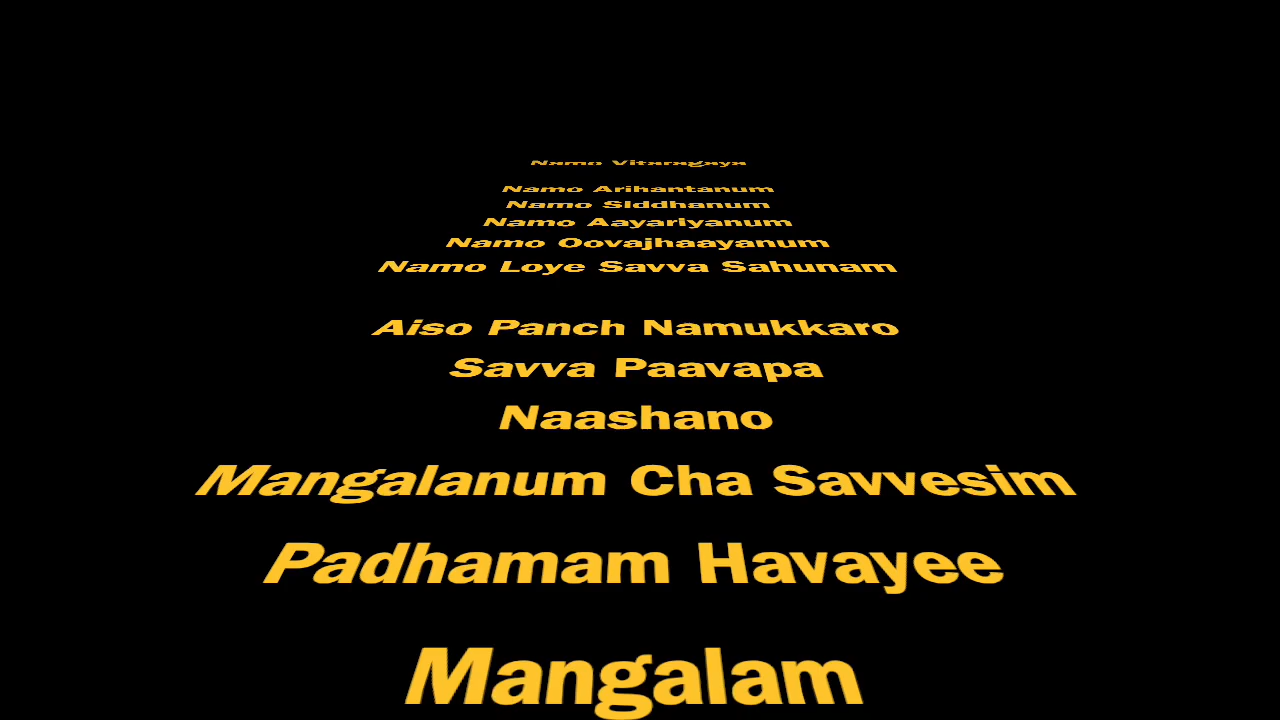 Namo Vitaragaya
Namo Arihantanum
Namo Siddhanum
Namo Aayariyanum
Namo Oovajhaayanum
Namo Loye Savva Sahunam
Aiso Panch Namukkaro
Savva Paavapa
Naashano
Mangalanum Cha Savvesim
Padhamam Havayee
Mangalam